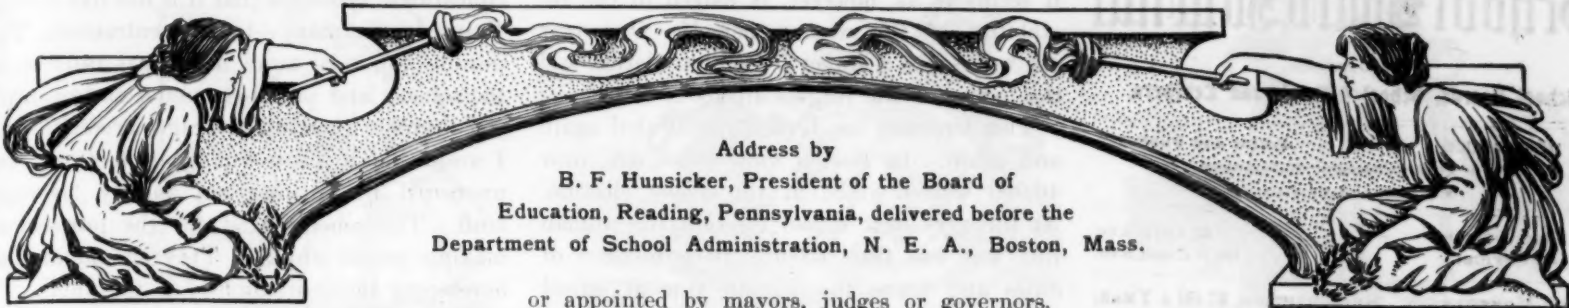 Address by
B. F. Hunsicker, President of the Board of
Education, Reading, Pennsylvania, delivered before the
Department of School Administration, N. E. A., Boston, Mass.
or appointed by mayors, judges or governors.